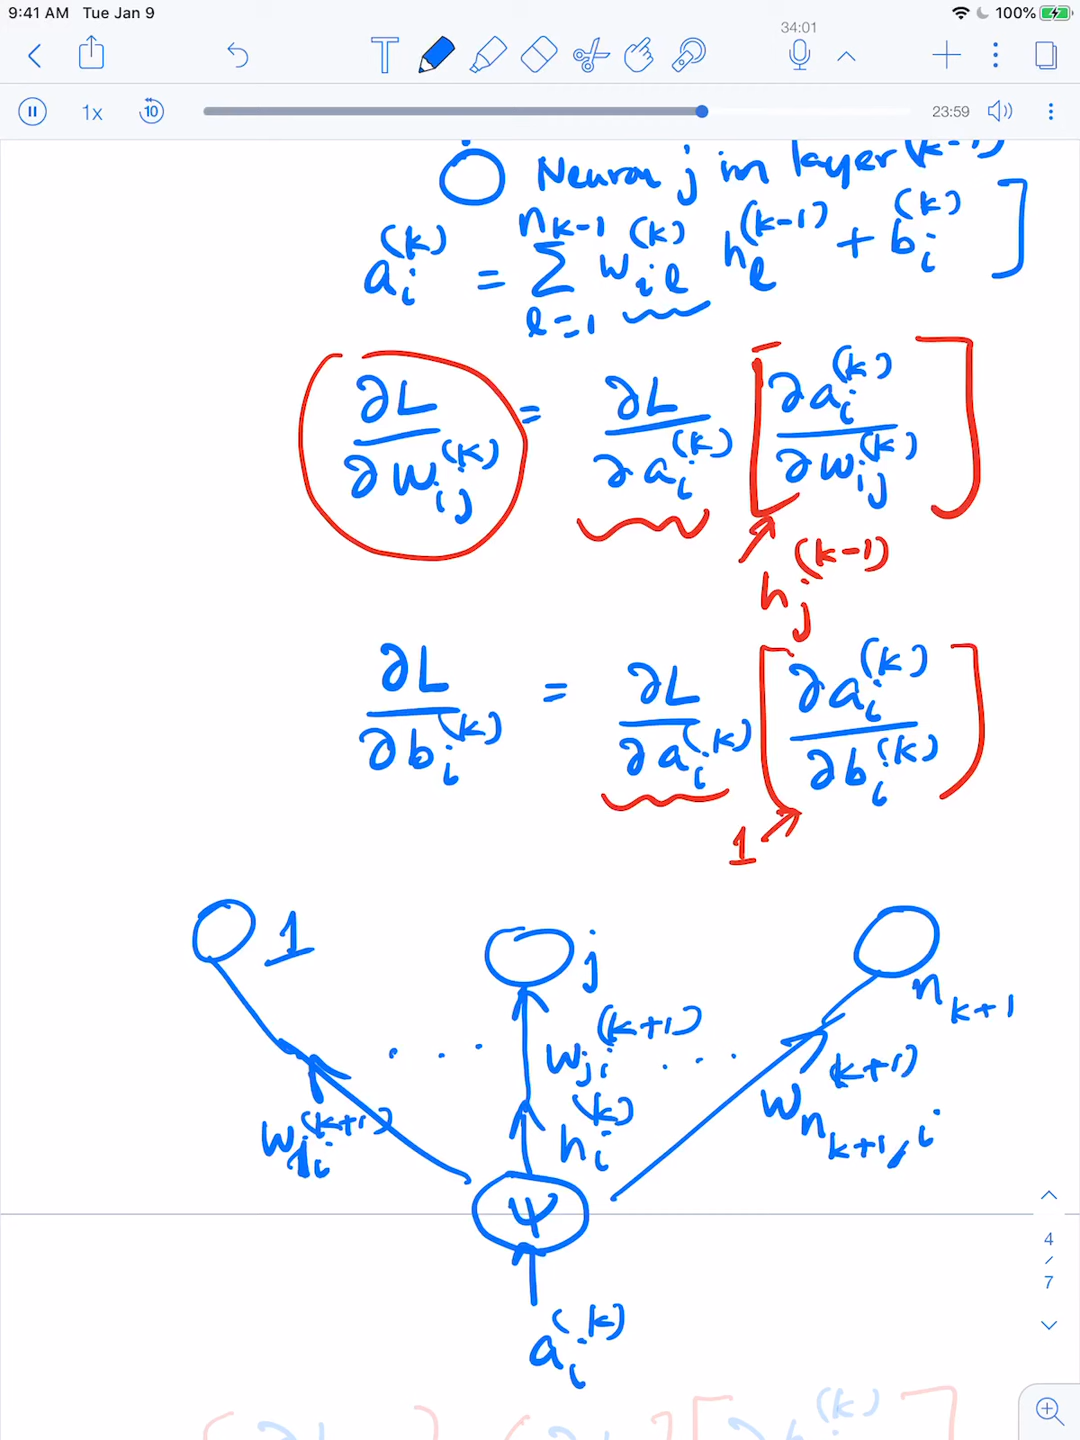 9:41 AM Tue Jan 9 100%
34:01
T
1x 10 23:59
Neuron j in layer (k-1)
a_i^(k) = Σ_{l=1}^{n_{k-1}} w_{il}^(k) h_l^(k-1) + b_i^(k) ]
∂L/∂w_{ij}^(k) = ∂L/∂a_i^(k) [∂a_i^(k)/∂w_{ij}^(k)]
h_j^(k-1)
∂L/∂b_i^(k) = ∂L/∂a_i^(k) [∂a_i^(k)/∂b_i^(k)]
1
1 j n_{k+1}
w_{1i}^(k+1) ... w_{ji}^(k+1) ... w_{n_{k+1},i}^(k+1)
h_i^(k)
ψ
a_i^(k)
4
/
7